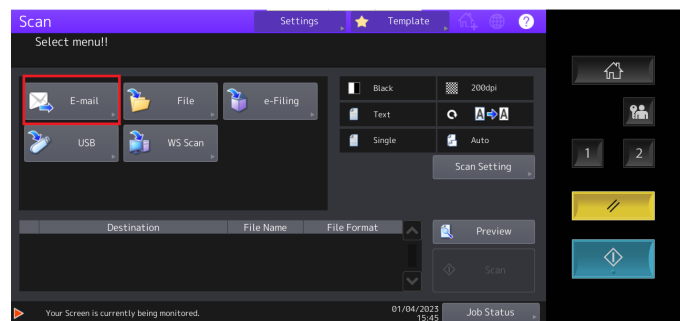 Scan
Settings
Template
?
Select menu!!
E-mail
File
e-Filing
USB
WS Scan
Black
200dpi
Text
A A
Single
Auto
Scan Setting
1
2
Destination
File Name
File Format
Preview
Scan
Your Screen is currently being monitored.
01/04/2023
15:45
Job Status